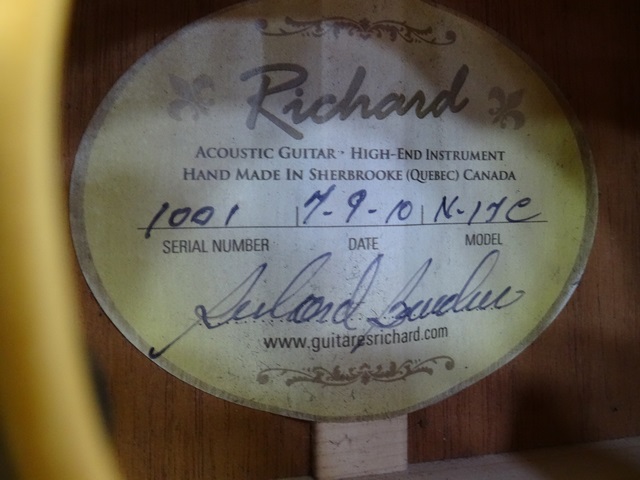 Richard
ACOUSTIC GUITAR - HIGH-END INSTRUMENT
HAND MADE IN SHERBROOKE (QUEBEC) CANADA
1001 7-9-10 N-17C
SERIAL NUMBER DATE MODEL
www.guitaresrichard.com